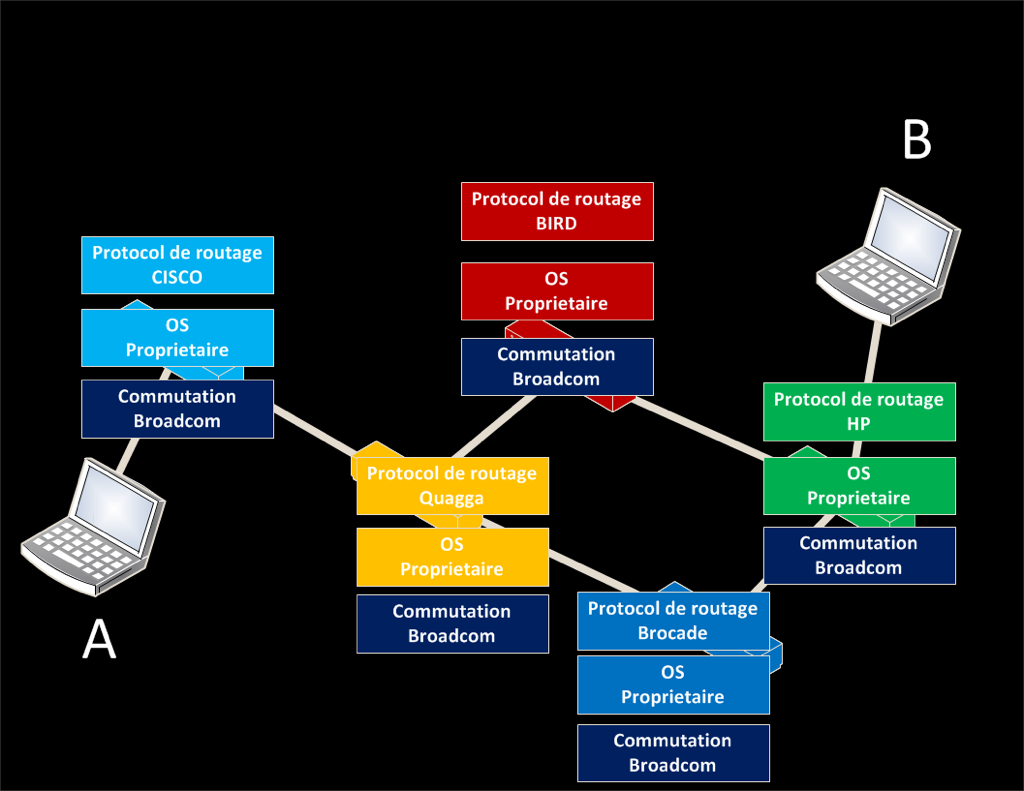 B
Protocol de routage
BIRD
OS
Proprietaire
Commutation
Broadcom
Protocol de routage
CISCO
OS
Proprietaire
Commutation
Broadcom
Protocol de routage
HP
OS
Proprietaire
Commutation
Broadcom
Protocol de routage
Quagga
OS
Proprietaire
Commutation
Broadcom
Protocol de routage
Brocade
OS
Proprietaire
Commutation
Broadcom
A